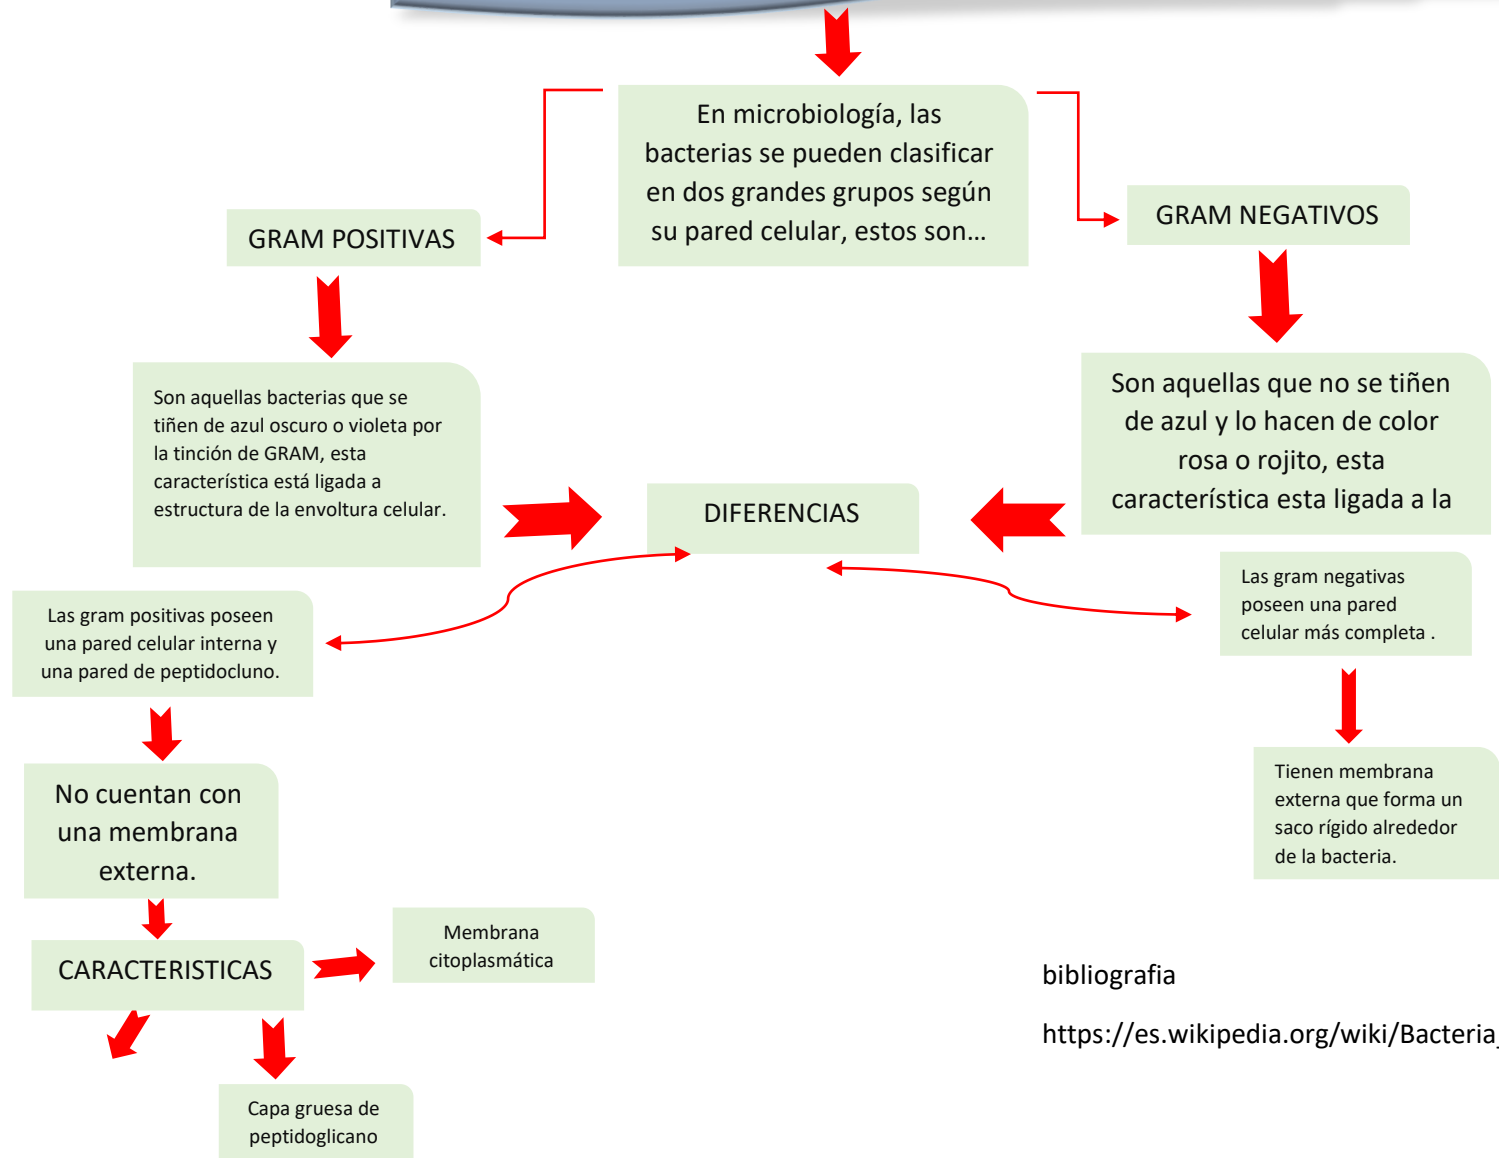 En microbiología, las
bacterias se pueden clasificar
en dos grandes grupos según
su pared celular, estos son…
GRAM POSITIVAS
GRAM NEGATIVOS
Son aquellas bacterias que se
tiñen de azul oscuro o violeta por
la tinción de GRAM, esta
característica está ligada a
estructura de la envoltura celular.
Son aquellas que no se tiñen
de azul y lo hacen de color
rosa o rojito, esta
característica esta ligada a la
DIFERENCIAS
Las gram positivas poseen
una pared celular interna y
una pared de peptidocluno.
Las gram negativas
poseen una pared
celular más completa .
No cuentan con
una membrana
externa.
Tienen membrana
externa que forma un
saco rígido alrededor
de la bacteria.
CARACTERISTICAS
Membrana
citoplasmática
Capa gruesa de
peptidoglicano
bibliografia
https://es.wikipedia.org/wiki/Bacteria_